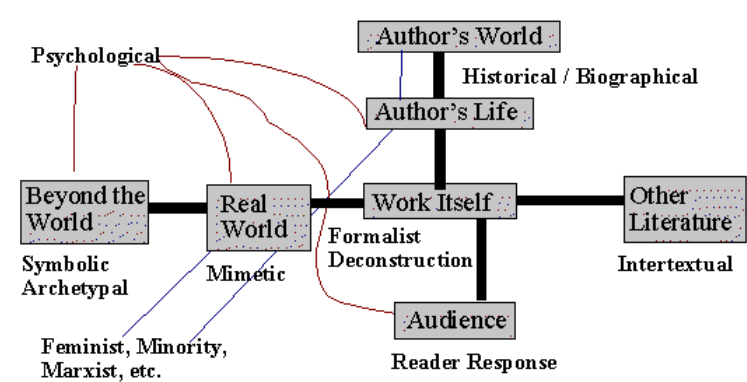 Author's World
Psychological
Historical / Biographical
Author's Life
Beyond the
World
Real
World
Work Itself
Other
Literature
Formalist
Deconstruction
Symbolic
Archetypal
Mimetic
Intertextual
Audience
Feminist, Minority,
Marxist, etc.
Reader Response